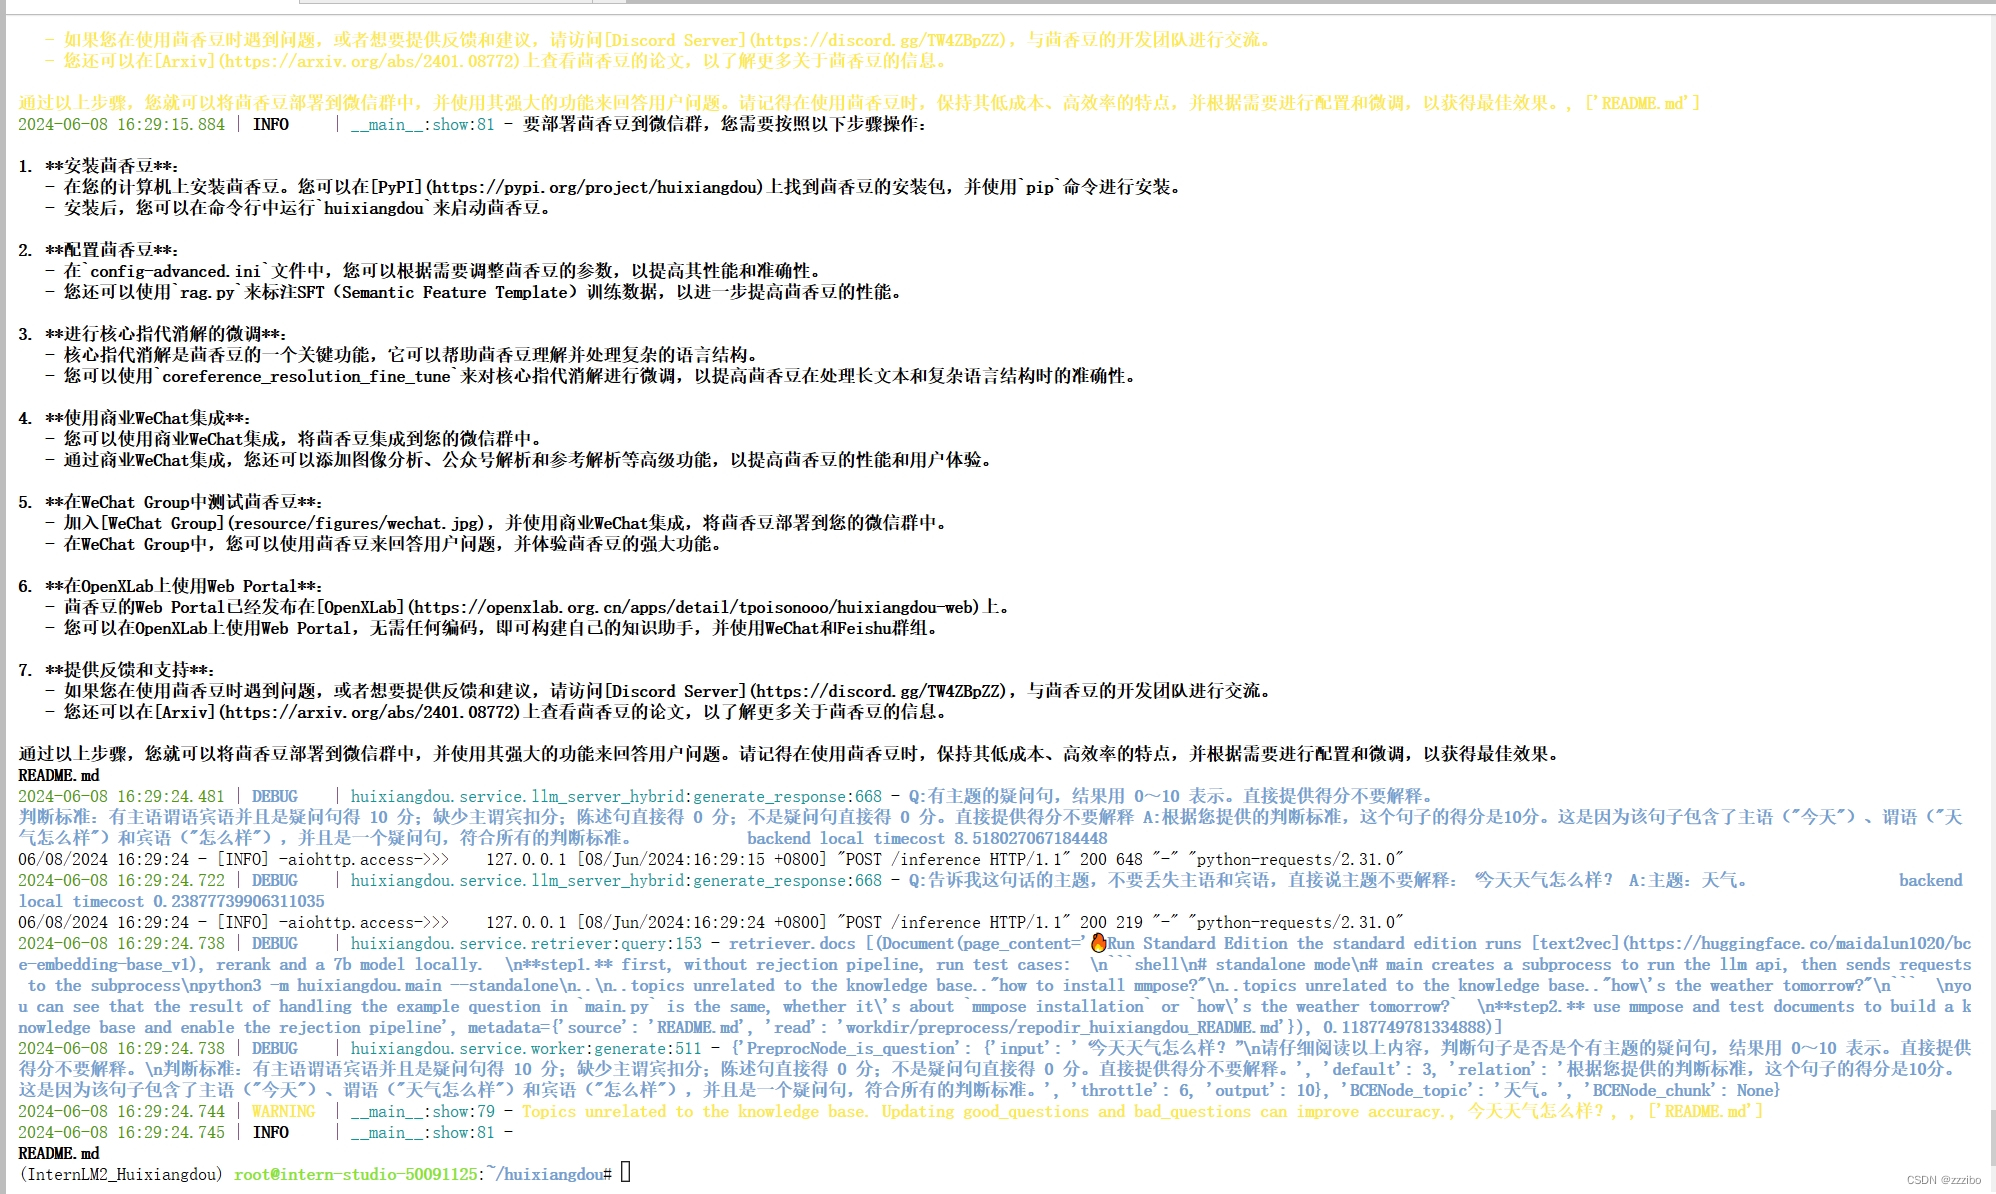 - 如果您在使用茴香豆时遇到问题，或者想要提供反馈和建议，请访问[Discord Server](https://discord.gg/TW4ZBpZZ)，与茴香豆的开发团队进行交流。
- 您还可以在[Arxiv](https://arxiv.org/abs/2401.08772)上查看茴香豆的论文，以了解更多关于茴香豆的信息。
通过以上步骤，您就可以将茴香豆部署到微信群中，并使用其强大的功能来回答用户问题。请记得在使用茴香豆时，保持其低成本、高效率的特点，并根据需要进行配置和微调，以获得最佳效果。, ['README.md']
2024-06-08 16:29:15.884 | INFO     | __main__:show:81 - 要部署茴香豆到微信群，您需要按照以下步骤操作：
1. **安装茴香豆**：
- 在您的计算机上安装茴香豆。您可以在[PyPI](https://pypi.org/project/huixiangdou)上找到茴香豆的安装包，并使用`pip`命令进行安装。
- 安装后，您可以在命令行中运行`huixiangdou`来启动茴香豆。
2. **配置茴香豆**：
- 在`config-advanced.ini`文件中，您可以根据需要调整茴香豆的参数，以提高其性能和准确性。
- 您还可以使用`rag.py`来标注SFT（Semantic Feature Template）训练数据，以进一步提高茴香豆的性能。
3. **进行核心指代消解的微调**：
- 核心指代消解是茴香豆的一个关键功能，它可以帮助茴香豆理解并处理复杂的语言结构。
- 您可以使用`coreference_resolution_fine_tune`来对核心指代消解进行微调，以提高茴香豆在处理长文本和复杂语言结构时的准确性。
4. **使用商业WeChat集成**：
- 您可以使用商业WeChat集成，将茴香豆集成到您的微信群中。
- 通过商业WeChat集成，您还可以添加图像分析、公众号解析和参考解析等高级功能，以提高茴香豆的性能和用户体验。
5. **在WeChat Group中测试茴香豆**：
- 加入[WeChat Group](resource/figures/wechat.jpg)，并使用商业WeChat集成，将茴香豆部署到您的微信群中。
- 在WeChat Group中，您可以使用茴香豆来回答用户问题，并体验茴香豆的强大功能。
6. **在OpenXLab上使用Web Portal**：
- 茴香豆的Web Portal已经发布在[OpenXLab](https://openxlab.org.cn/apps/detail/tpoisonooo/huixiangdou-web)上。
- 您可以在OpenXLab上使用Web Portal，无需任何编码，即可构建自己的知识助手，并使用WeChat和Feishu群组。
7. **提供反馈和支持**：
- 如果您在使用茴香豆时遇到问题，或者想要提供反馈和建议，请访问[Discord Server](https://discord.gg/TW4ZBpZZ)，与茴香豆的开发团队进行交流。
- 您还可以在[Arxiv](https://arxiv.org/abs/2401.08772)上查看茴香豆的论文，以了解更多关于茴香豆的信息。
通过以上步骤，您就可以将茴香豆部署到微信群中，并使用其强大的功能来回答用户问题。请记得在使用茴香豆时，保持其低成本、高效率的特点，并根据需要进行配置和微调，以获得最佳效果。
README.md
2024-06-08 16:29:24.481 | DEBUG    | huixiangdou.service.llm_server_hybrid:generate_response:668 - Q:有主题的疑问句，结果用 0～10 表示。直接提供得分不要解释。
判断标准：有主语谓语宾语并且是疑问句得 10 分；缺少主谓宾扣分；陈述句直接得 0 分；不是疑问句直接得 0 分。直接提供得分不要解释 A:根据您提供的判断标准，这个句子的得分是10分。这是因为该句子包含了主语（"今天"）、谓语（"天
气怎么样"）和宾语（"怎么样"），并且是一个疑问句，符合所有的判断标准。 backend local timecost 8.518027067184448
06/08/2024 16:29:24 - [INFO] -aiohttp.access->>>    127.0.0.1 [08/Jun/2024:16:29:15 +0800] "POST /inference HTTP/1.1" 200 648 "-" "python-requests/2.31.0"
2024-06-08 16:29:24.722 | DEBUG    | huixiangdou.service.llm_server_hybrid:generate_response:668 - Q:告诉我这句话的主题，不要丢失主语和宾语，直接说主题不要解释：“今天天气怎么样？ A:主题：天气。 backend
local timecost 0.23877739906311035
06/08/2024 16:29:24 - [INFO] -aiohttp.access->>>    127.0.0.1 [08/Jun/2024:16:29:24 +0800] "POST /inference HTTP/1.1" 200 219 "-" "python-requests/2.31.0"
2024-06-08 16:29:24.738 | DEBUG    | huixiangdou.service.retriever:query:153 - retriever.docs [(Document(page_content='🔥Run Standard Edition the standard edition runs [text2vec](https://huggingface.co/maidalun1020/bc
e-embedding-base_v1), rerank and a 7b model locally.  \n**step1.** first, without rejection pipeline, run test cases:  \n```shell\n# standalone mode\n# main creates a subprocess to run the llm api, then sends requests
to the subprocess\npython3 -m huixiangdou.main --standalone\n..\n..topics unrelated to the knowledge base.."how to install mmpose?"\n..topics unrelated to the knowledge base.."how\'s the weather tomorrow?"\n```  \nyo
u can see that the result of handling the example question in `main.py` is the same, whether it\'s about `mmpose installation` or `how\'s the weather tomorrow?`  \n**step2.** use mmpose and test documents to build a k
nowledge base and enable the rejection pipeline', metadata={'source': 'README.md', 'read': 'workdir/preprocess/repodir_huixiangdou_README.md'}), 0.1187749781334888)]
2024-06-08 16:29:24.738 | DEBUG    | huixiangdou.service.worker:generate:511 - {'PreprocNode_is_question': {'input': '“今天天气怎么样？”\n请仔细阅读以上内容，判断句子是否是个有主题的疑问句，结果用 0～10 表示。直接提供
得分不要解释。\n判断标准：有主语谓语宾语并且是疑问句得 10 分；缺少主谓宾扣分；陈述句直接得 0 分；不是疑问句直接得 0 分。直接提供得分不要解释。', 'default': 3, 'relation': '根据您提供的判断标准，这个句子的得分是10分。
这是因为该句子包含了主语（"今天"）、谓语（"天气怎么样"）和宾语（"怎么样"），并且是一个疑问句，符合所有的判断标准。', 'throttle': 6, 'output': 10}, 'BCENode_topic': '天气。', 'BCENode_chunk': None}
2024-06-08 16:29:24.744 | WARNING  | __main__:show:79 - Topics unrelated to the knowledge base. Updating good_questions and bad_questions can improve accuracy., 今天天气怎么样？, , ['README.md']
2024-06-08 16:29:24.745 | INFO     | __main__:show:81 -
README.md
(InternLM2_Huixiangdou) root@intern-studio-50091125:~/huixiangdou#
CSDN @zzzibo